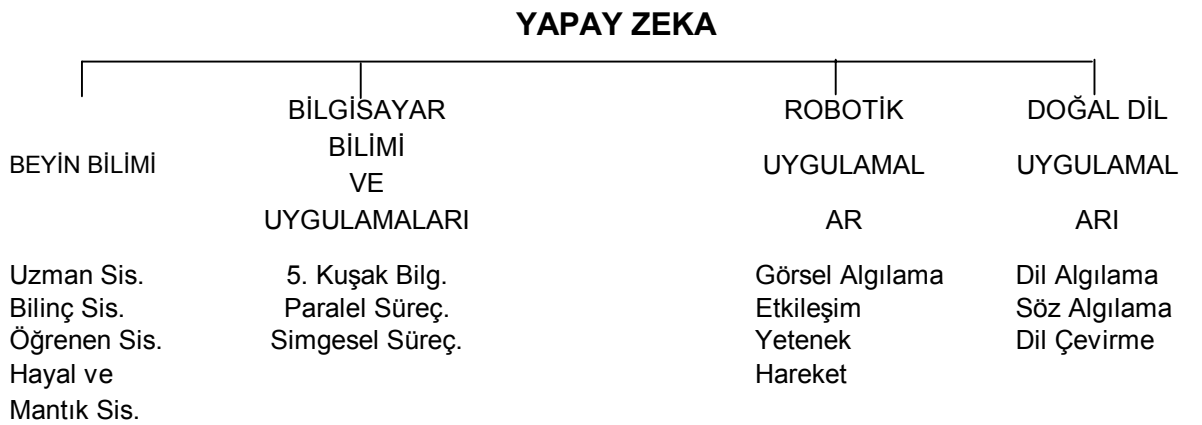 YAPAY ZEKA
BEYİN BİLİMİ
BİLGİSAYAR
BİLİMİ
VE
UYGULAMALARI
ROBOTİK
UYGULAMAL
AR
DOĞAL DİL
UYGULAMAL
ARI
Uzman Sis.
Bilinç Sis.
Öğrenen Sis.
Hayal ve
Mantık Sis.
5. Kuşak Bilg.
Paralel Süreç.
Simgesel Süreç.
Görsel Algılama
Etkileşim
Yetenek
Hareket
Dil Algılama
Söz Algılama
Dil Çevirme